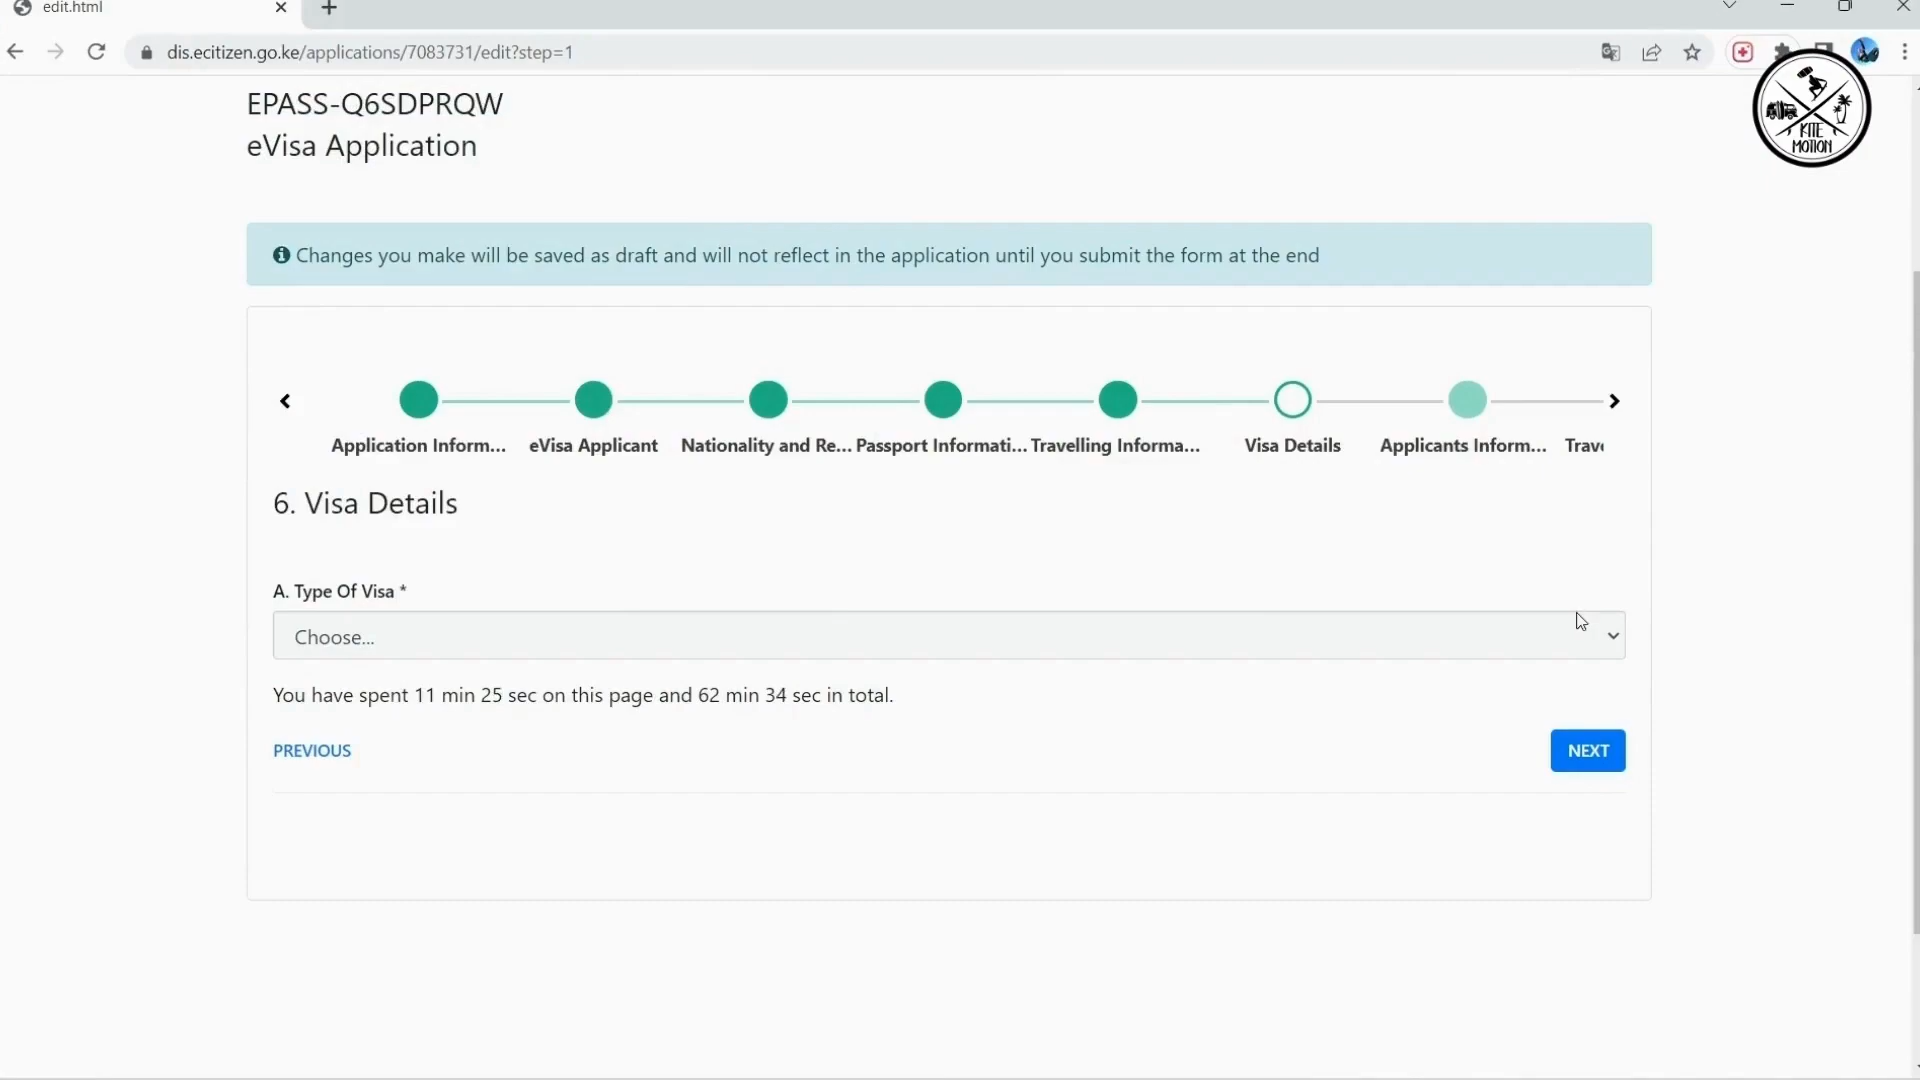 edit.html
dis.ecitizen.go.ke/applications/7083731/edit?step=1
KITE
MOTION
EPASS-Q6SDPRQW
eVisa Application
Changes you make will be saved as draft and will not reflect in the application until you submit the form at the end
Application Inform... eVisa Applicant Nationality and Re... Passport Informati... Travelling Informa... Visa Details Applicants Inform... Trav
6. Visa Details
A. Type Of Visa *
Choose...
You have spent 11 min 25 sec on this page and 62 min 34 sec in total.
PREVIOUS NEXT